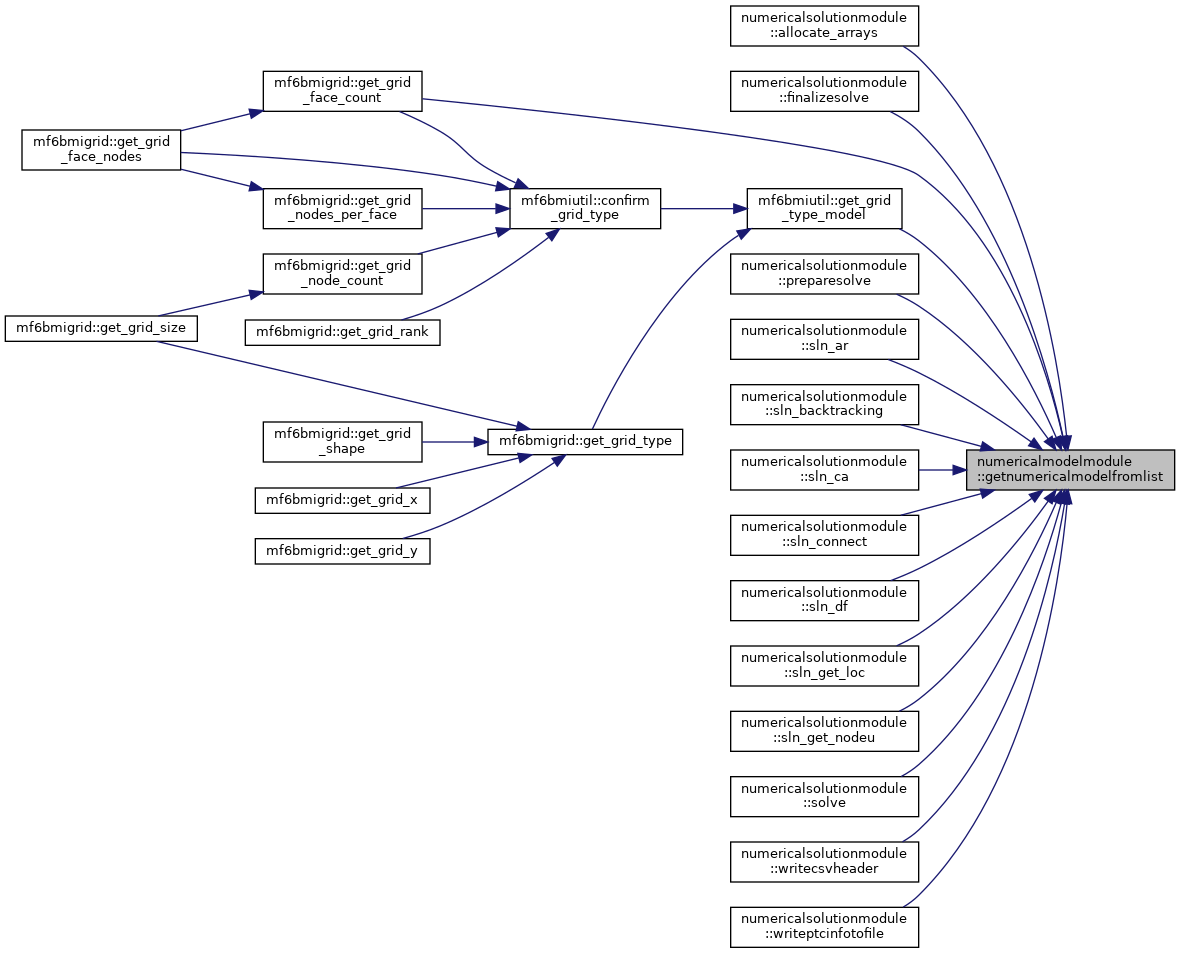 numericalsolutionmodule
::allocate_arrays
mf6bmigrid::get_grid
_face_count
numericalsolutionmodule
::finalizesolve
mf6bmigrid::get_grid
_face_nodes
mf6bmigrid::get_grid
_nodes_per_face
mf6bmiutil::confirm
_grid_type
mf6bmiutil::get_grid
_type_model
mf6bmigrid::get_grid
_node_count
numericalsolutionmodule
::preparesolve
mf6bmigrid::get_grid_size
mf6bmigrid::get_grid_rank
numericalsolutionmodule
::sln_ar
numericalsolutionmodule
::sln_backtracking
mf6bmigrid::get_grid
_shape
mf6bmigrid::get_grid_type
numericalsolutionmodule
::sln_ca
numericalmodelmodule
::getnumericalmodelfromlist
mf6bmigrid::get_grid_x
mf6bmigrid::get_grid_y
numericalsolutionmodule
::sln_connect
numericalsolutionmodule
::sln_df
numericalsolutionmodule
::sln_get_loc
numericalsolutionmodule
::sln_get_nodeu
numericalsolutionmodule
::solve
numericalsolutionmodule
::writecsvheader
numericalsolutionmodule
::writeptcinfotofile